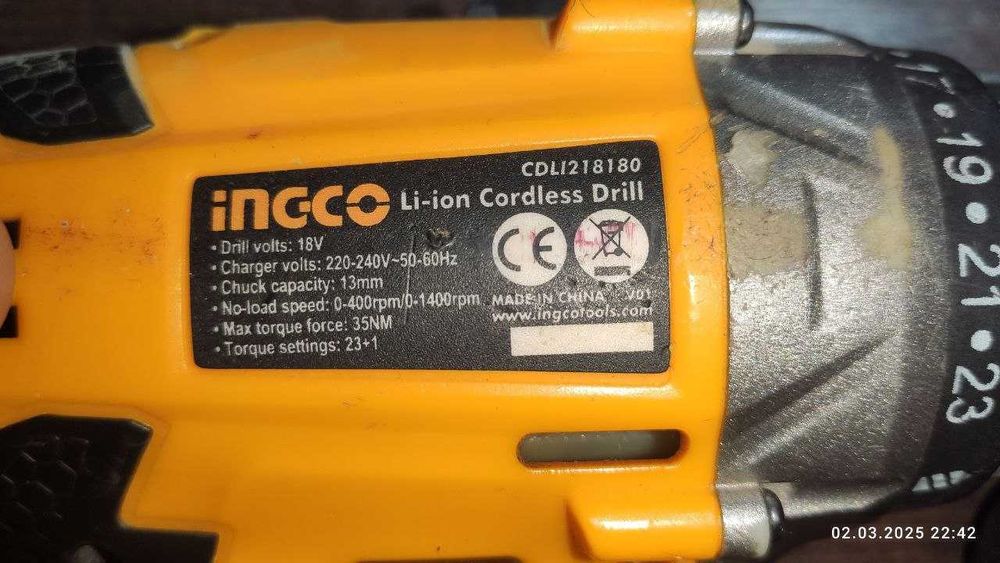 CDLI218180
INGCO Li-ion Cordless Drill
• Drill volts: 18V
• Charger volts: 220-240V~50-60Hz
• Chuck capacity: 13mm
• No-load speed: 0-400rpm/0-1400rpm
• Max torque force: 35NM
• Torque settings: 23+1
CE
MADE IN CHINA V01
www.ingcotools.com
17 • 19 • 21 • 23
02.03.2025 22:42